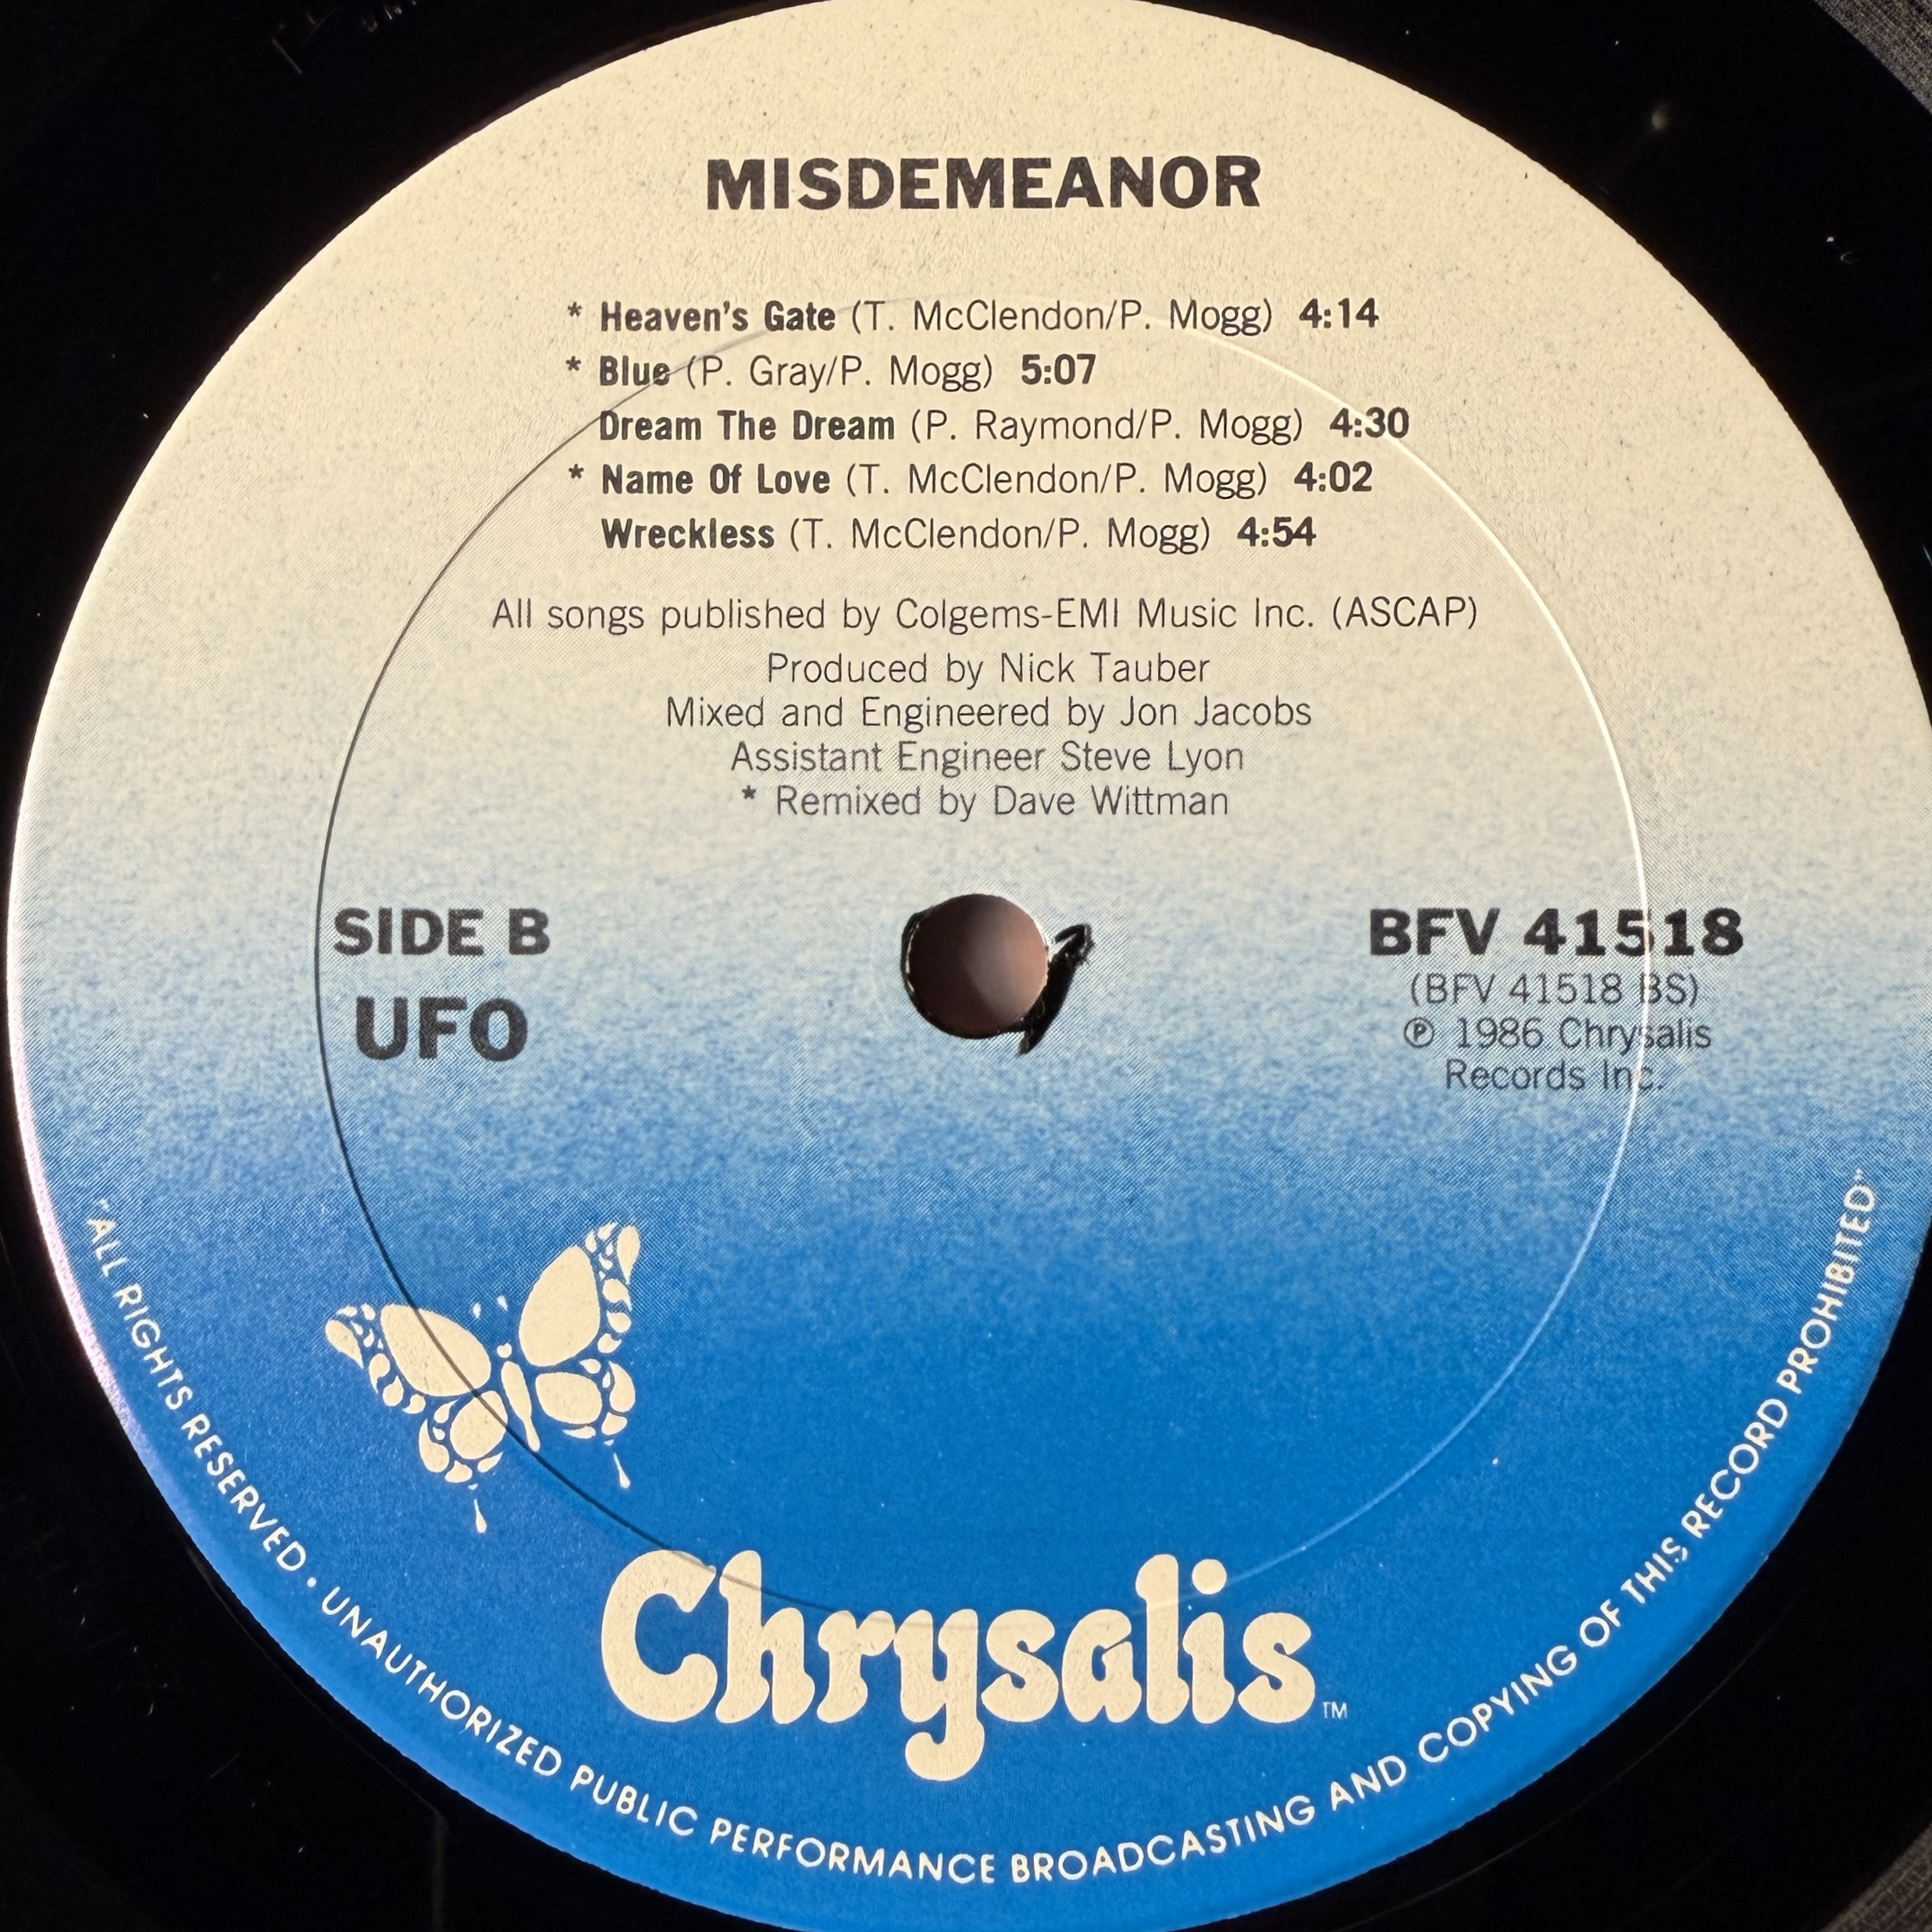 MISDEMEANOR
* Heaven's Gate (T. McClendon/P. Mogg) 4:14
* Blue (P. Gray/P. Mogg) 5:07
Dream The Dream (P. Raymond/P. Mogg) 4:30
* Name Of Love (T. McClendon/P. Mogg) 4:02
Wreckless (T. McClendon/P. Mogg) 4:54
All songs published by Colgems-EMI Music Inc. (ASCAP)
Produced by Nick Tauber
Mixed and Engineered by Jon Jacobs
Assistant Engineer Steve Lyon
* Remixed by Dave Wittman
SIDE B
UFO
BFV 41518
(BFV 41518 BS)
℗ 1986 Chrysalis
Records Inc.
Chrysalis™
"ALL RIGHTS RESERVED · UNAUTHORIZED PUBLIC PERFORMANCE BROADCASTING AND COPYING OF THIS RECORD PROHIBITED"